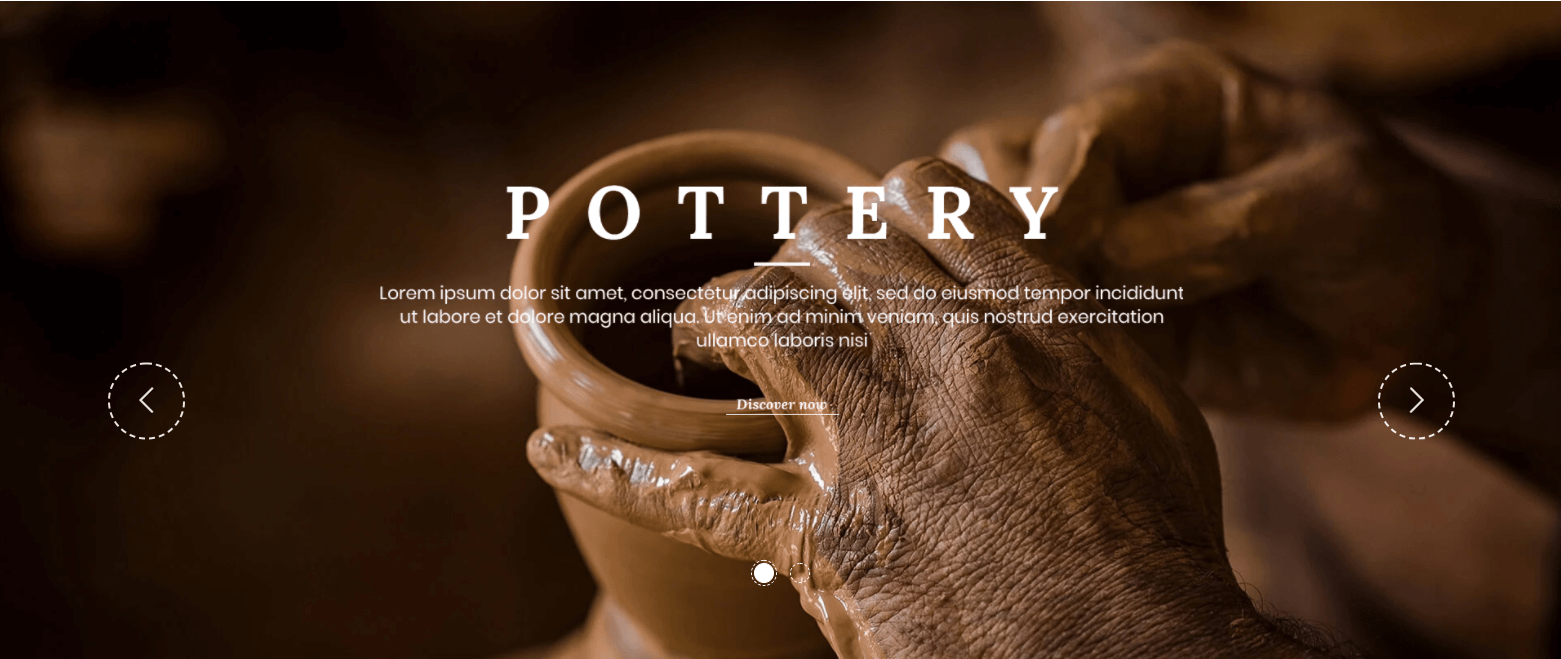 POTTERY
Lorem ipsum dolor sit amet, consectetur adipiscing elit, sed do eiusmod tempor incididunt
ut labore et dolore magna aliqua. Ut enim ad minim veniam, quis nostrud exercitation
ullamco laboris nisi
Discover now